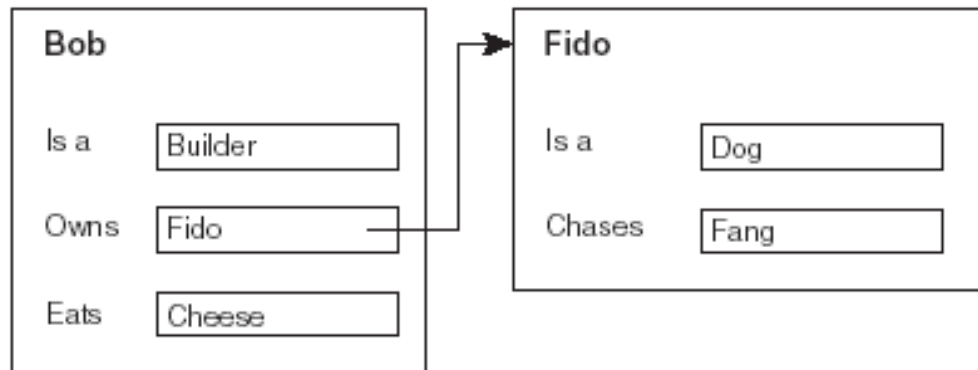 Bob
Is a Builder
Owns Fido
Eats Cheese
Fido
Is a Dog
Chases Fang